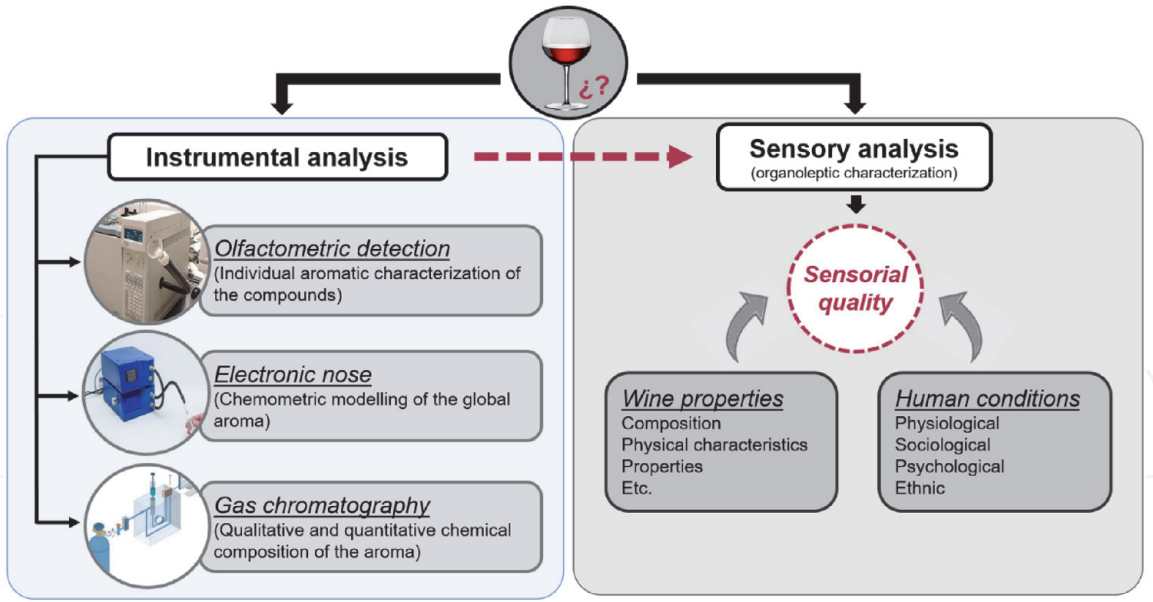 ¿?
Instrumental analysis
Olfactometric detection
(Individual aromatic characterization of
the compounds)
Electronic nose
(Chemometric modelling of the global
aroma)
Gas chromatography
(Qualitative and quantitative chemical
composition of the aroma)
Sensory analysis
(organoleptic characterization)
Sensorial
quality
Wine properties
Composition
Physical characteristics
Properties
Etc.
Human conditions
Physiological
Sociological
Psychological
Ethnic